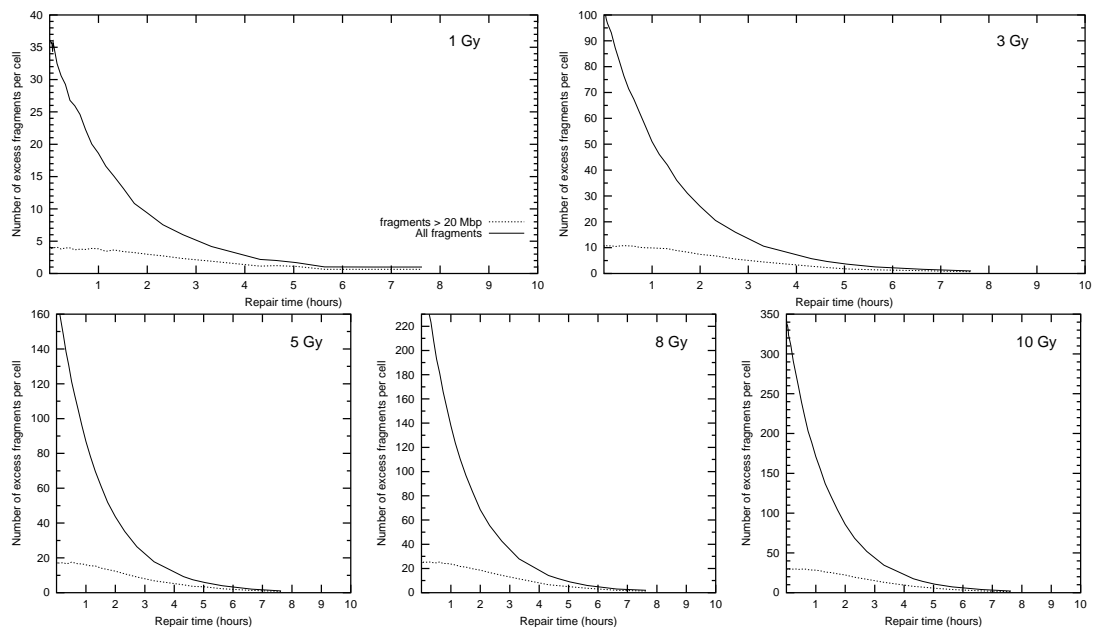 1 Gy
Number of excess fragments per cell
40
35
30
25
20
15
10
5
0
fragments > 20 Mbp
All fragments
1 2 3 4 5 6 7 8 9 10
Repair time (hours)
3 Gy
Number of excess fragments per cell
100
90
80
70
60
50
40
30
20
10
0
1 2 3 4 5 6 7 8 9 10
Repair time (hours)
5 Gy
Number of excess fragments per cell
160
140
120
100
80
60
40
20
0
1 2 3 4 5 6 7 8 9 10
Repair time (hours)
8 Gy
Number of excess fragments per cell
220
200
180
160
140
120
100
80
60
40
20
0
1 2 3 4 5 6 7 8 9 10
Repair time (hours)
10 Gy
Number of excess fragments per cell
350
300
250
200
150
100
50
0
1 2 3 4 5 6 7 8 9 10
Repair time (hours)